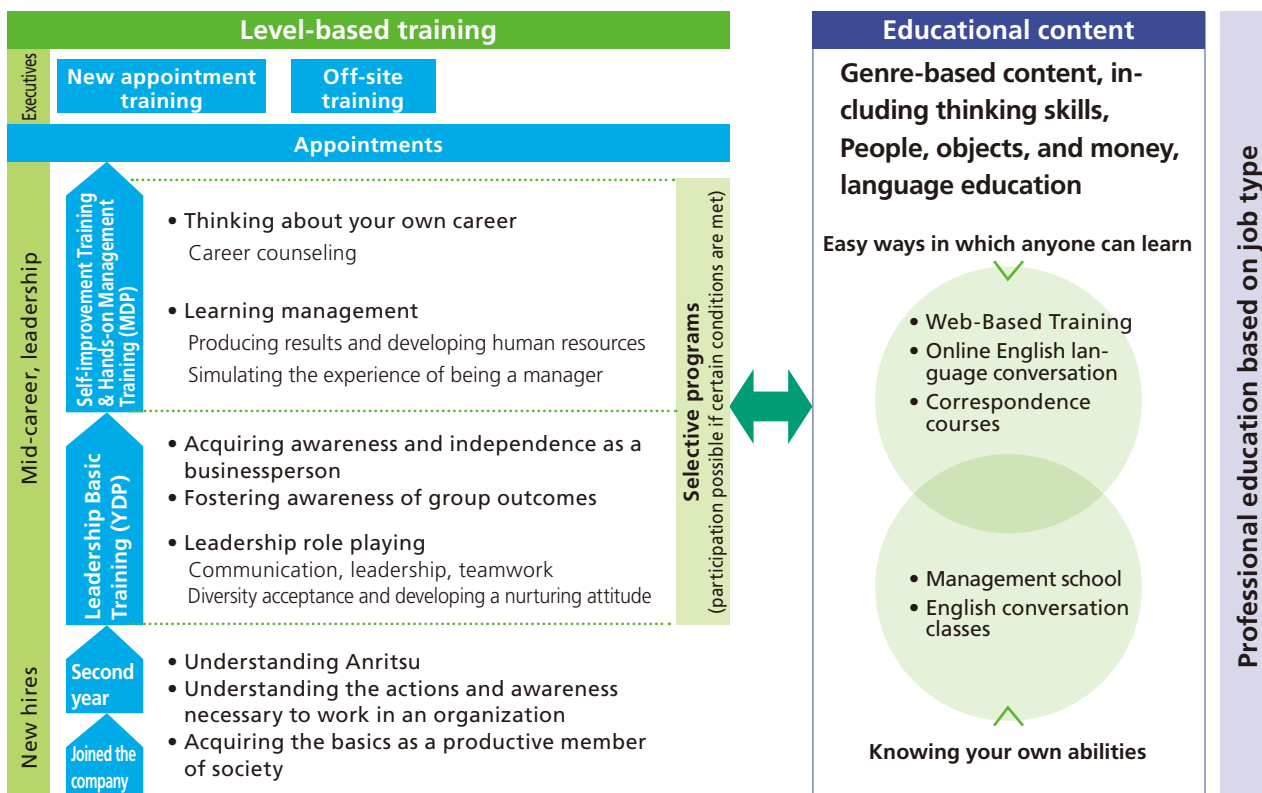 Level-based training
Executives
New appointment
training
Off-site
training
Appointments
Mid-career, leadership
Self-improvement Training
& Hands-on Management
Training (MDP)
• Thinking about your own career
Career counseling
• Learning management
Producing results and developing human resources
Simulating the experience of being a manager
Leadership Basic
Training (YDP)
• Acquiring awareness and independence as a
businessperson
• Fostering awareness of group outcomes
• Leadership role playing
Communication, leadership, teamwork
Diversity acceptance and developing a nurturing attitude
Selective programs
(participation possible if certain conditions are met)
New hires
Second
year
Joined the
company
• Understanding Anritsu
• Understanding the actions and awareness
necessary to work in an organization
• Acquiring the basics as a productive member
of society
Educational content
Genre-based content, in-
cluding thinking skills,
People, objects, and money,
language education
Easy ways in which anyone can learn
• Web-Based Training
• Online English lan-
guage conversation
• Correspondence
courses
• Management school
• English conversation
classes
Knowing your own abilities
Professional education based on job type